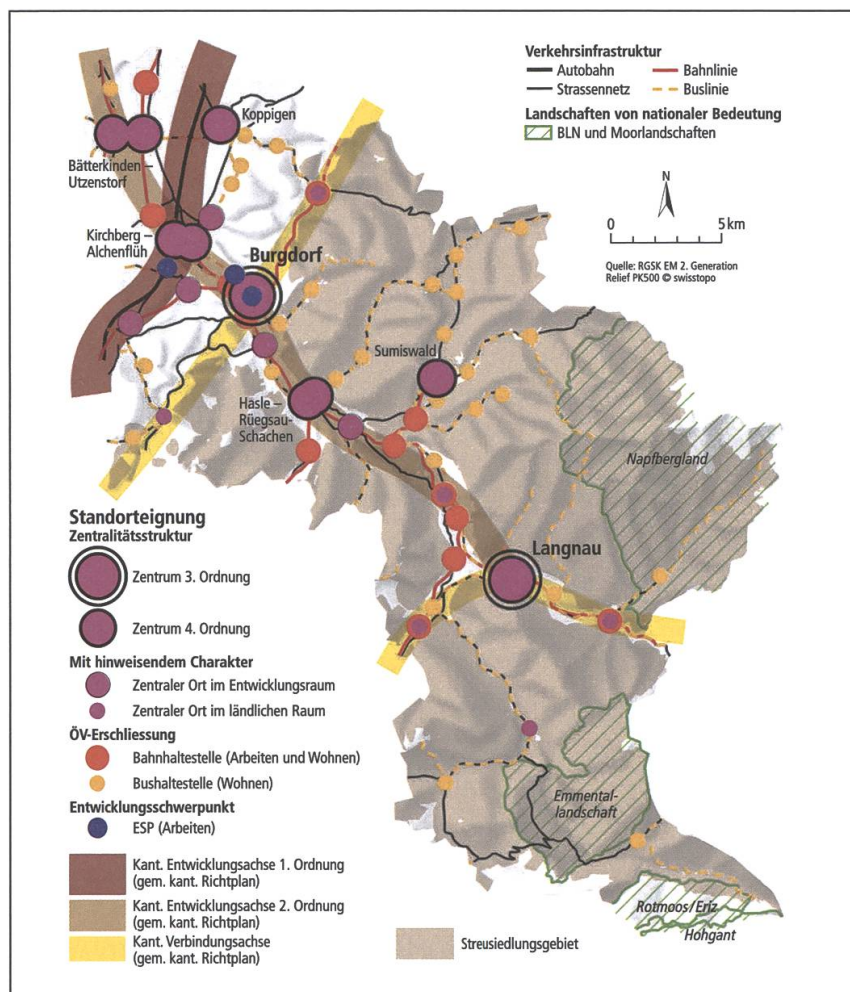 Verkehrsinfrastruktur
Autobahn
Bahnlinie
Strassennetz
Buslinie
Landschaften von nationaler Bedeutung
BLN und Moorlandschaften
N
0
5 km
Quelle: RGSK EM 2. Generation
Relief PK500 © swisstopo
Koppigen
Bätterkinden –
Utzenstorf
Kirchberg –
Alchenflüh
Burgdorf
Sumiswald
Hasle –
Rüegsau-
Schachen
Napfbergland
Langnau
Emmental-
landschaft
Rotmoos/Eriz
Hohgant
Standorteignung
Zentralitätsstruktur
Zentrum 3. Ordnung
Zentrum 4. Ordnung
Mit hinweisendem Charakter
Zentraler Ort im Entwicklungsraum
Zentraler Ort im ländlichen Raum
ÖV-Erschliessung
Bahnhaltestelle (Arbeiten und Wohnen)
Bushaltestelle (Wohnen)
Entwicklungsschwerpunkt
ESP (Arbeiten)
Kant. Entwicklungsachse 1. Ordnung
(gem. kant. Richtplan)
Kant. Entwicklungsachse 2. Ordnung
(gem. kant. Richtplan)
Kant. Verbindungsachse
(gem. kant. Richtplan)
Streusiedlungsgebiet